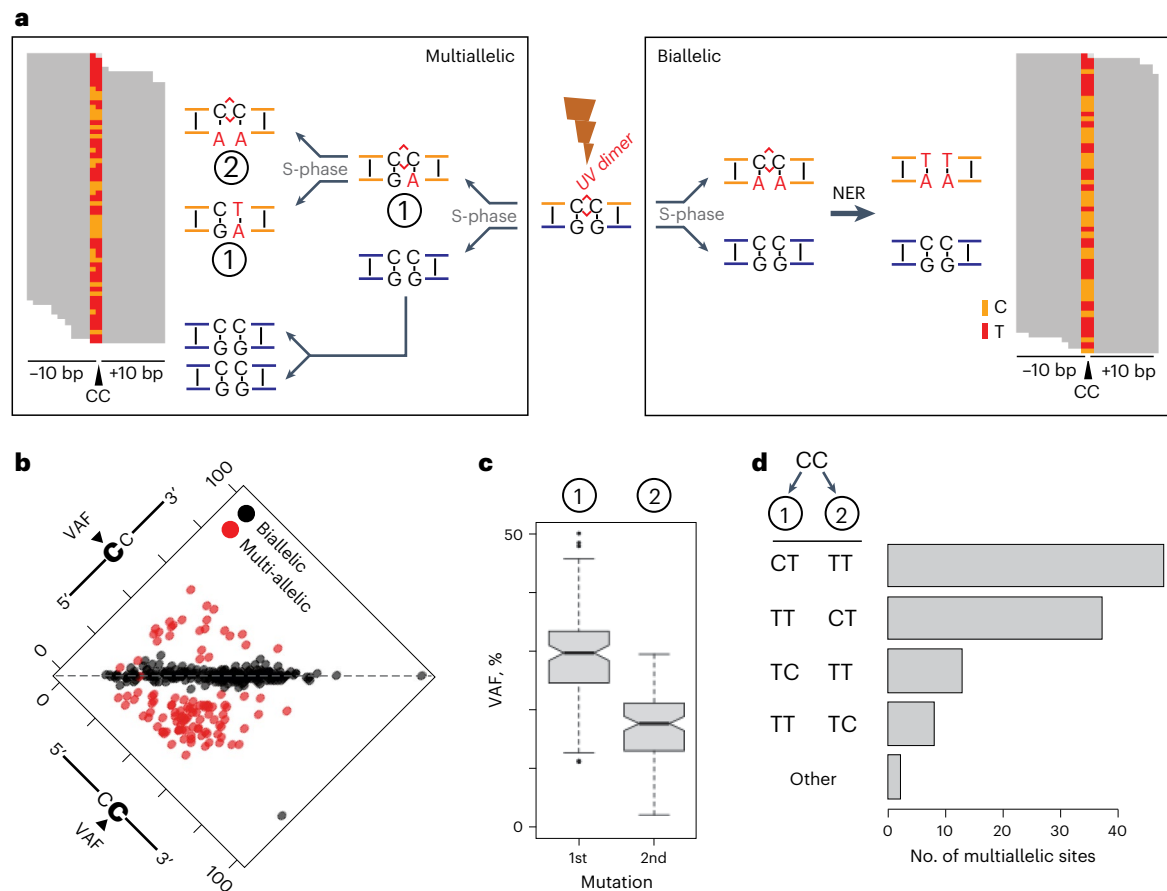 a
Multiallelic
Biallelic
C C
A A
2
S-phase
C T
G A
1
C C
G A
1
S-phase
C C
G G
C C
G G
C C
G G
–10 bp
+10 bp
CC
UV dimer
C C
G G
S-phase
C C
A A
C C
G G
NER
T T
A A
C C
G G
C
T
–10 bp
+10 bp
CC
b
100
3′
VAF
C C
5′
0
Biallelic
Multi-allelic
0
5′
C C
VAF
3′
100
c
1
2
50
VAF, %
0
1st
2nd
Mutation
d
CC
1
2
CT
TT
TT
CT
TC
TT
TT
TC
Other
0
10
20
30
40
No. of multiallelic sites